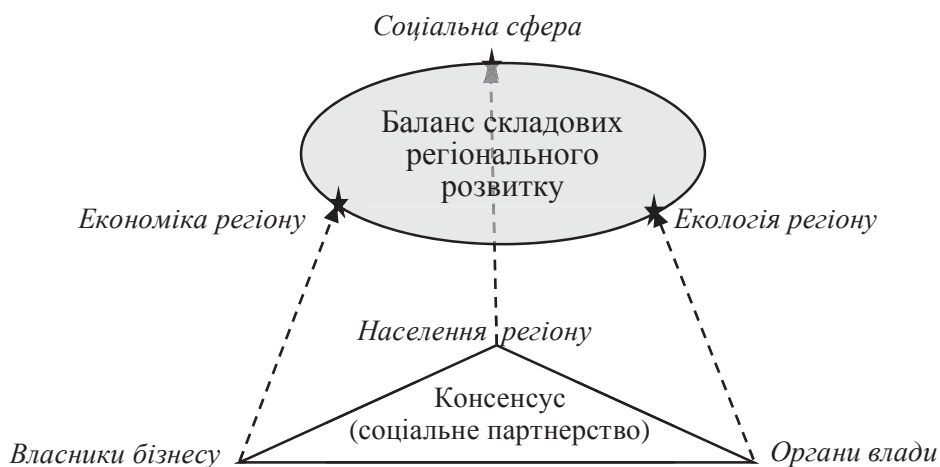 Соціальна сфера
Баланс складових
регіонального
розвитку
Економіка регіону
Екологія регіону
Населення регіону
Консенсус
(соціальне партнерство)
Власники бізнесу
Органи влади